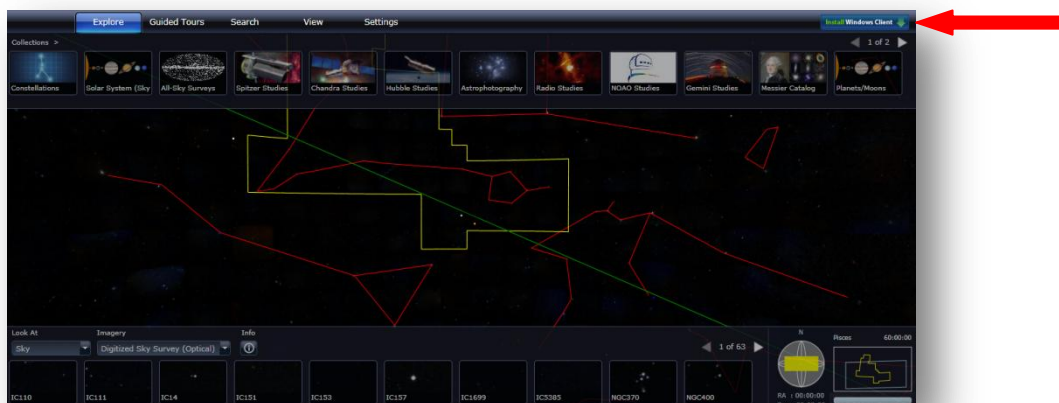 Explore Guided Tours Search View Settings Install Windows Client
Collections > 1 of 2
Constellations Solar System (Sky All-Sky Surveys Spitzer Studies Chandra Studies Hubble Studies Astrophotography Radio Studies NOAO Studies Gemini Studies Messier Catalog Planets/Moons
Look At Imagery Info N Pisces 60:00:00
Sky Digitized Sky Survey (Optical) 1 of 63
IC110 IC111 IC14 IC151 IC153 IC157 IC1699 IC5385 NGC370 NGC400 RA : 00:00:00